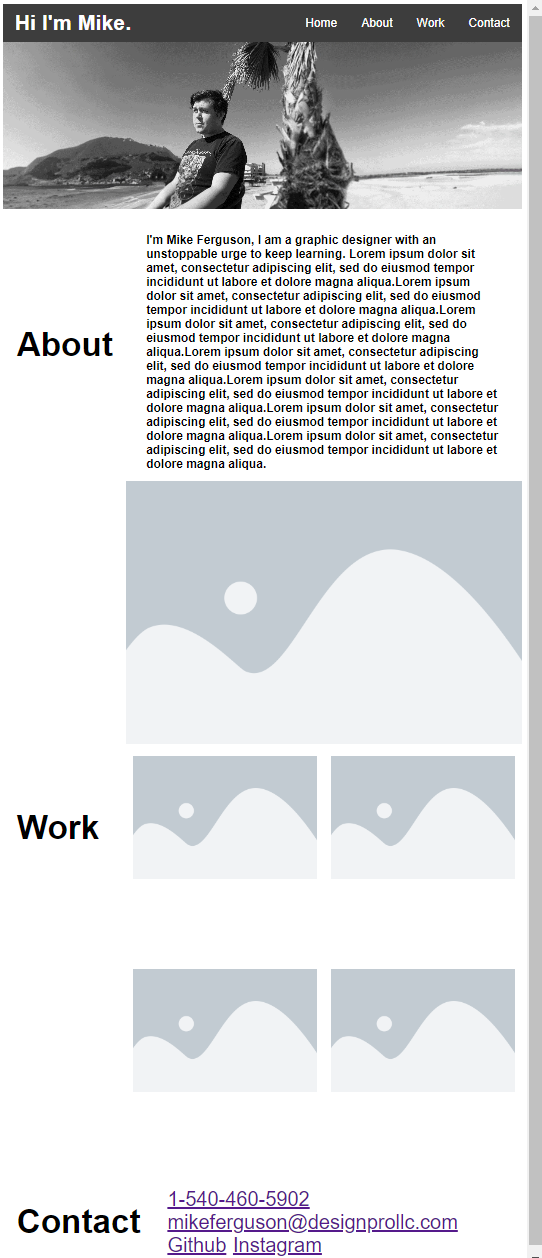 Hi I'm Mike.
Home About Work Contact
About
I'm Mike Ferguson, I am a graphic designer with an
unstoppable urge to keep learning. Lorem ipsum dolor sit
amet, consectetur adipiscing elit, sed do eiusmod tempor
incididunt ut labore et dolore magna aliqua.Lorem ipsum
dolor sit amet, consectetur adipiscing elit, sed do eiusmod
tempor incididunt ut labore et dolore magna aliqua.Lorem
ipsum dolor sit amet, consectetur adipiscing elit, sed do
eiusmod tempor incididunt ut labore et dolore magna
aliqua.Lorem ipsum dolor sit amet, consectetur adipiscing
elit, sed do eiusmod tempor incididunt ut labore et dolore
magna aliqua.Lorem ipsum dolor sit amet, consectetur
adipiscing elit, sed do eiusmod tempor incididunt ut labore et
dolore magna aliqua.Lorem ipsum dolor sit amet, consectetur
adipiscing elit, sed do eiusmod tempor incididunt ut labore et
dolore magna aliqua.Lorem ipsum dolor sit amet, consectetur
adipiscing elit, sed do eiusmod tempor incididunt ut labore et
dolore magna aliqua.
Work
Contact
1-540-460-5902
mikeferguson@designprollc.com
Github Instagram